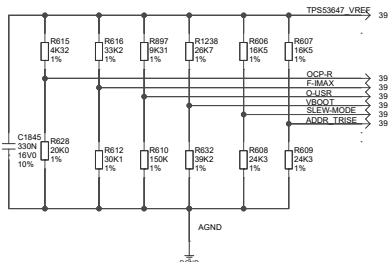 TPS53647_VREF 39
R615 4K32 1%
R616 33K2 1%
R897 9K31 1%
R1238 26K7 1%
R606 16K5 1%
R607 16K5 1%
OCP-R 39
F-IMAX 39
O-USR 39
VBOOT 39
SLEW-MODE 39
ADDR_TRISE 39
C1845 330N 16V0 10%
R628 20K0 1%
R612 30K1 1%
R610 150K 1%
R632 39K2 1%
R608 24K3 1%
R609 24K3 1%
AGND